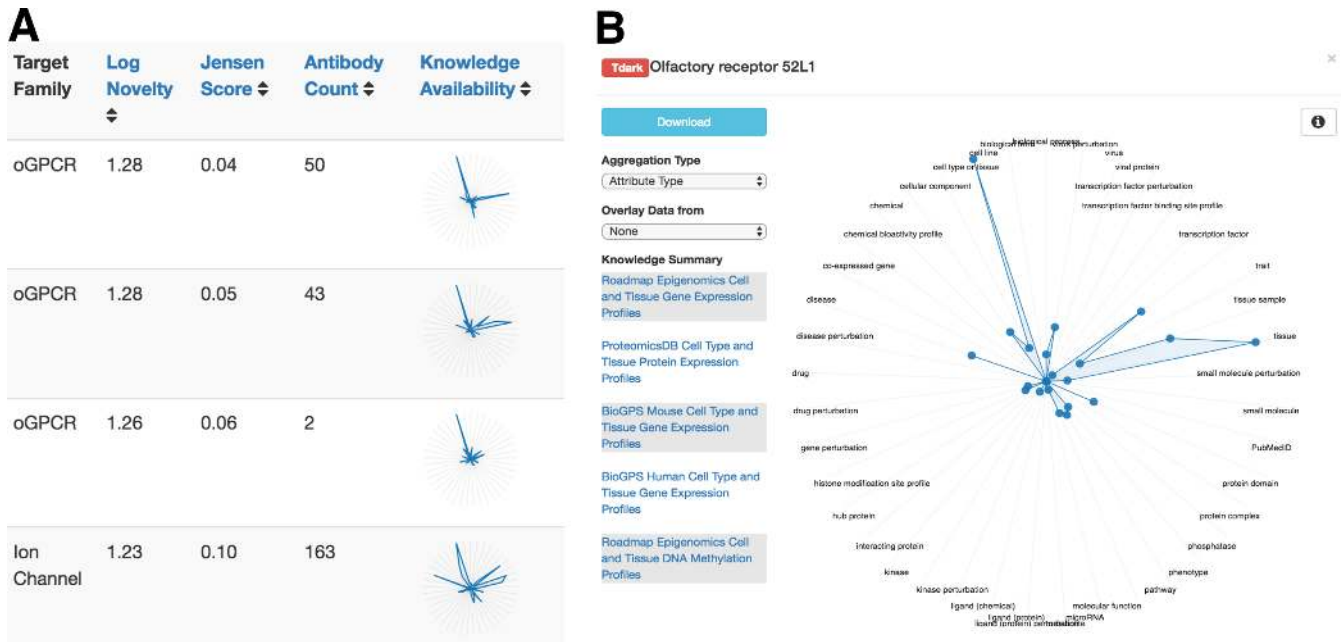 A
Target Family
Log Novelty
Jensen Score
Antibody Count
Knowledge Availability
oGPCR 1.28 0.04 50
oGPCR 1.28 0.05 43
oGPCR 1.26 0.06 2
Ion Channel 1.23 0.10 163
B
Tdark Olfactory receptor 52L1
×
Download
Aggregation Type
Attribute Type
Overlay Data from
None
Knowledge Summary
Roadmap Epigenomics Cell
and Tissue Gene Expression
Profiles
ProteomicsDB Cell Type and
Tissue Protein Expression
Profiles
BioGPS Mouse Cell Type and
Tissue Gene Expression
Profiles
BioGPS Human Cell Type and
Tissue Gene Expression
Profiles
Roadmap Epigenomics Cell
and Tissue DNA Methylation
Profiles
biological process
virus perturbation
virus
viral protein
transcription factor perturbation
transcription factor binding site profile
transcription factor
trait
tissue sample
tissue
small molecule perturbation
small molecule
PubMedID
protein domain
protein complex
phosphatase
phenotype
pathway
molecular function
microRNA
ligand (protein) perturbation
ligand (protein)
ligand (chemical)
kinase perturbation
kinase
interacting protein
hub protein
histone modification site profile
gene perturbation
drug perturbation
drug
disease perturbation
disease
co-expressed gene
chemical bioactivity profile
chemical
cellular component
cell type or tissue
cell line